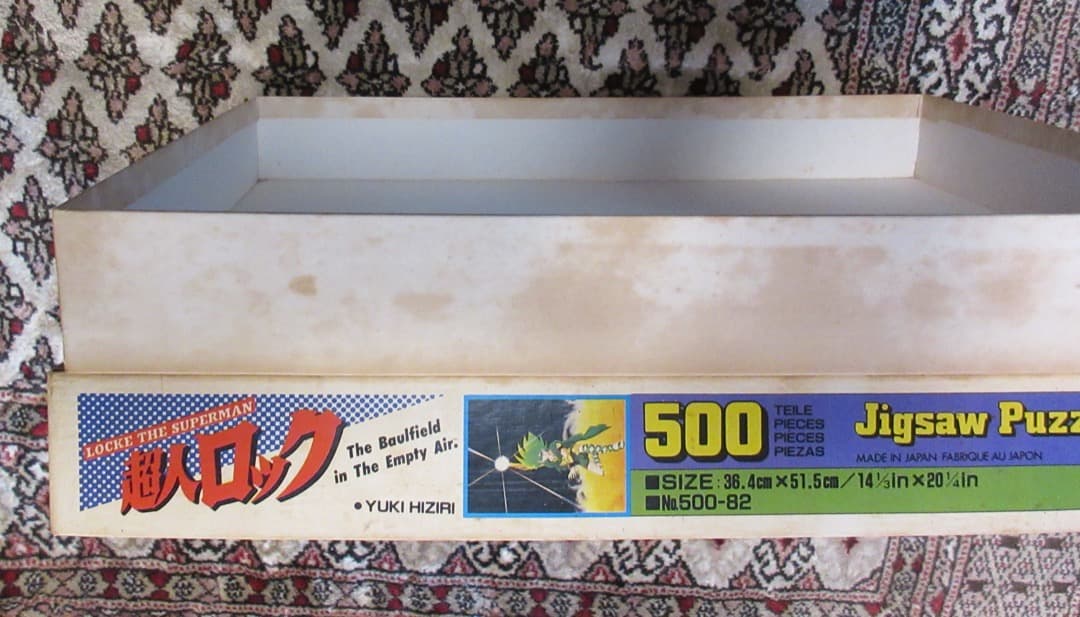 LOCKE THE SUPERMAN
超人ロック
The Baulfield
in The Empty Air.
●YUKI HIZIRI
500
TEILE
PIECES
PIECES
PIEZAS
Jigsaw Puzz
MADE IN JAPAN FABRIQUE AU JAPON
■SIZE:36.4cm×51.5cm/14⅓in×20¼in
■No.500-82